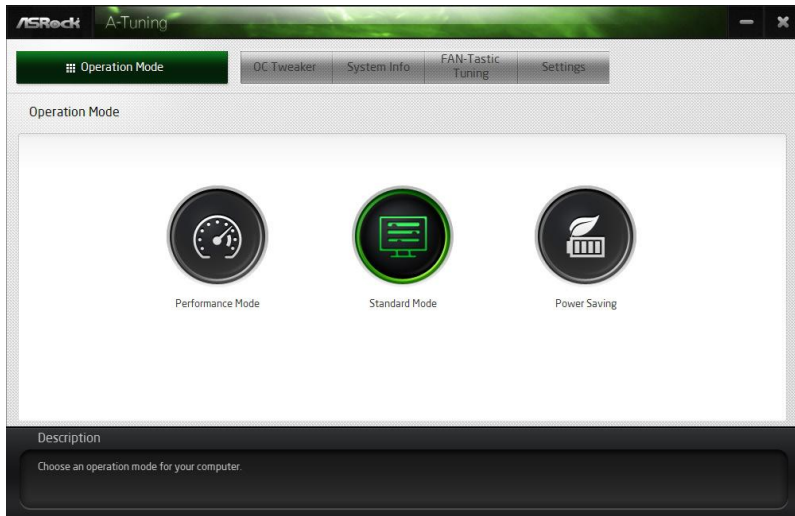 ASRock A-Tuning
Operation Mode OC Tweaker System Info FAN-Tastic Tuning Settings
Operation Mode
Performance Mode Standard Mode Power Saving
Description
Choose an operation mode for your computer.